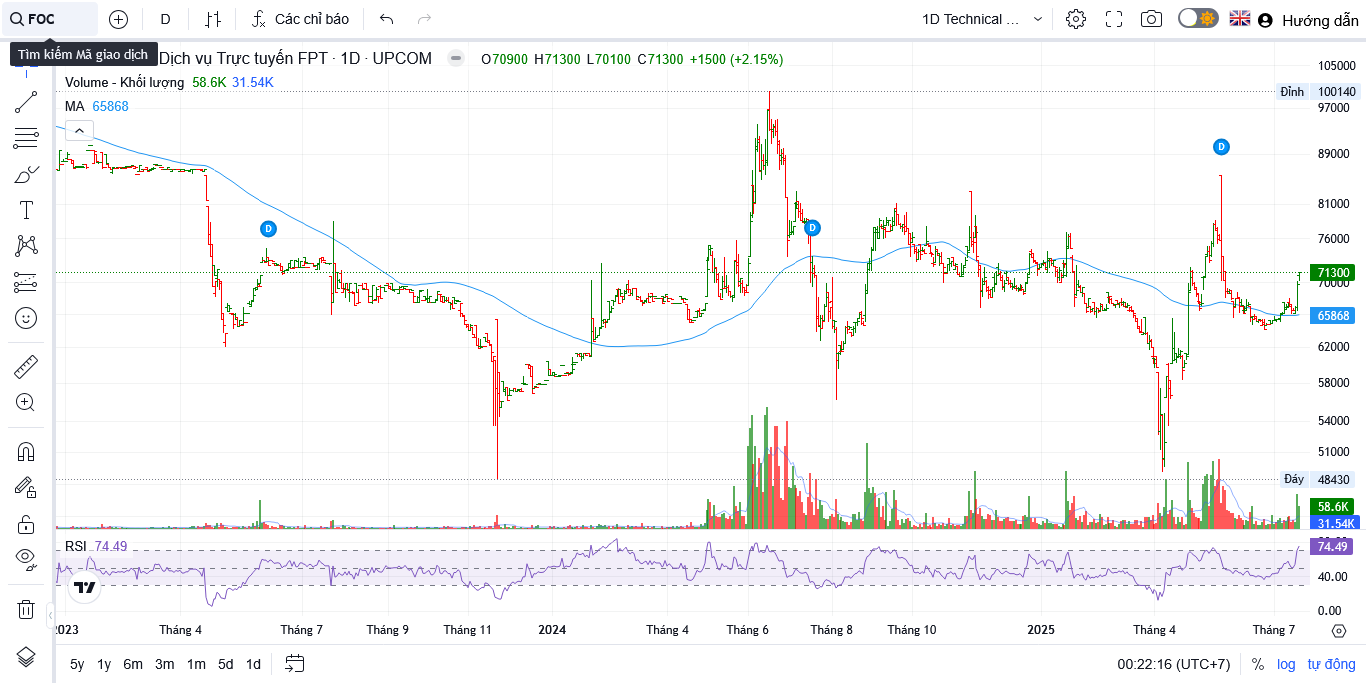 FOC D Các chỉ báo 1D Technical ... Hướng dẫn
Tìm kiếm Mã giao dịch
Dịch vụ Trực tuyến FPT · 1D · UPCOM O70900 H71300 L70100 C71300 +1500 (+2.15%)
Volume - Khối lượng 58.6K 31.54K
MA 65868
105000
Đỉnh 100140
97000
89000
81000
76000
71300
70000
65868
62000
58000
54000
51000
Đáy 48430
58.6K
31.54K
D
D
D
RSI 74.49
74.49
40.00
0.00
2023 Tháng 4 Tháng 7 Tháng 9 Tháng 11 2024 Tháng 4 Tháng 6 Tháng 8 Tháng 10 2025 Tháng 4 Tháng 7
5y 1y 6m 3m 1m 5d 1d 00:22:16 (UTC+7) % log tự động